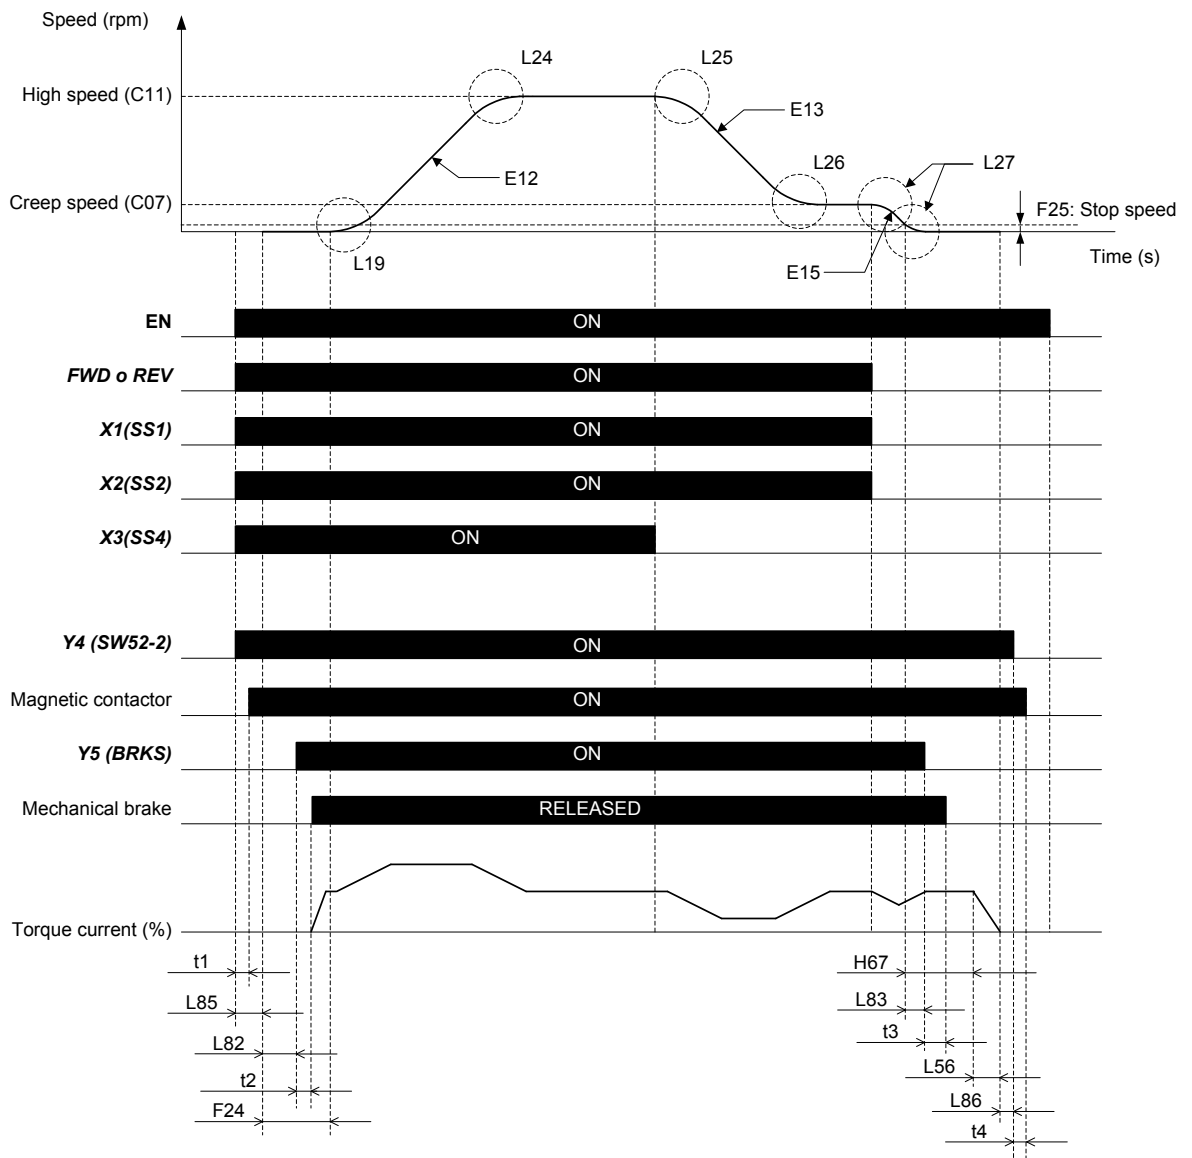 Speed (rpm)
L24
L25
High speed (C11)
E13
E12
L26
L27
Creep speed (C07)
F25: Stop speed
L19
E15
Time (s)
EN
ON
FWD o REV
ON
X1(SS1)
ON
X2(SS2)
ON
X3(SS4)
ON
Y4 (SW52-2)
ON
Magnetic contactor
ON
Y5 (BRKS)
ON
Mechanical brake
RELEASED
Torque current (%)
t1
H67
L85
L83
L82
t3
t2
L56
F24
L86
t4